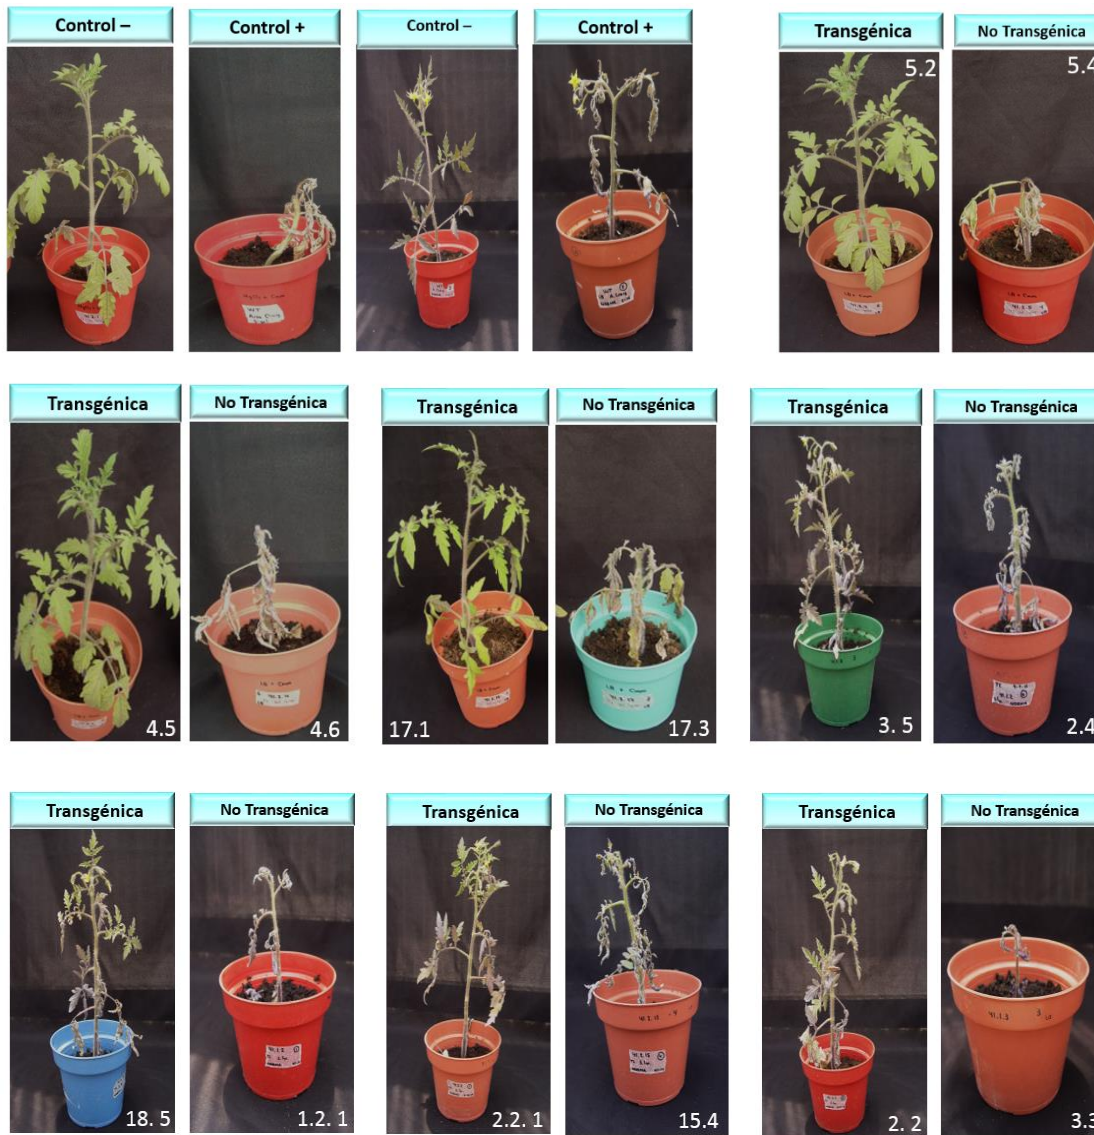 Control –
Control +
Control –
Control +
Transgénica
No Transgénica
5.2
5.4
Transgénica
No Transgénica
Transgénica
No Transgénica
Transgénica
No Transgénica
4.5
4.6
17.1
17.3
3. 5
2.4
Transgénica
No Transgénica
Transgénica
No Transgénica
Transgénica
No Transgénica
18. 5
1.2. 1
2.2. 1
15.4
2. 2
3.3